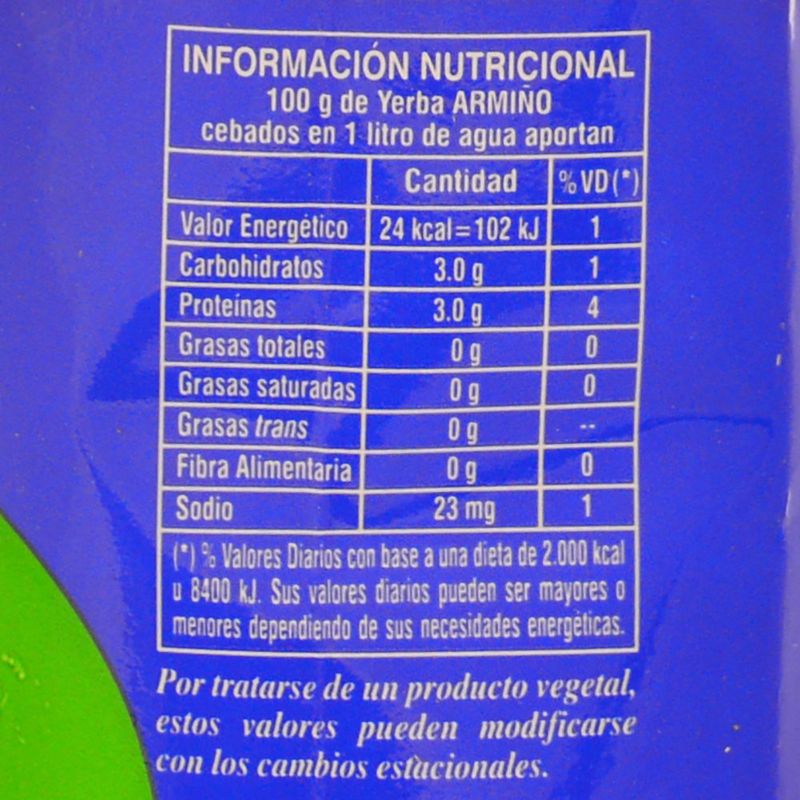 INFORMACIÓN NUTRICIONAL
100 g de Yerba ARMIÑO
cebados en 1 litro de agua aportan
Cantidad %VD(*)
Valor Energético 24 kcal=102 kJ 1
Carbohidratos 3.0 g 1
Proteínas 3.0 g 4
Grasas totales 0 g 0
Grasas saturadas 0 g 0
Grasas trans 0 g --
Fibra Alimentaria 0 g 0
Sodio 23 mg 1
(*) % Valores Diarios con base a una dieta de 2.000 kcal
u 8400 kJ. Sus valores diarios pueden ser mayores o
menores dependiendo de sus necesidades energéticas.
Por tratarse de un producto vegetal,
estos valores pueden modificarse
con los cambios estacionales.